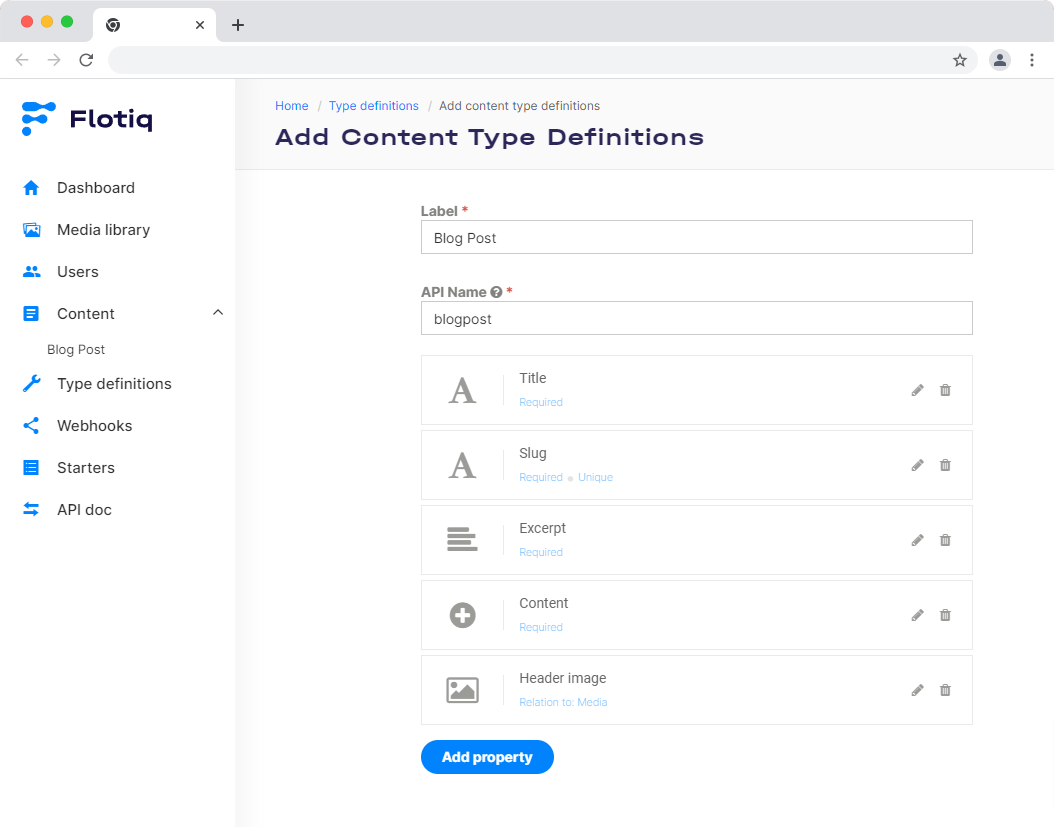 Flotiq
Dashboard
Media library
Users
Content
Blog Post
Type definitions
Webhooks
Starters
API doc
Home / Type definitions / Add content type definitions
Add Content Type Definitions
Label *
Blog Post
API Name ? *
blogpost
Title
Required
Slug
Required • Unique
Excerpt
Required
Content
Required
Header image
Relation to: Media
Add property